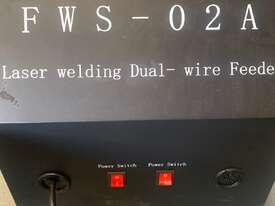 FWS-02A
Laser welding Dual- wire Feede
Power Switch Power Switch